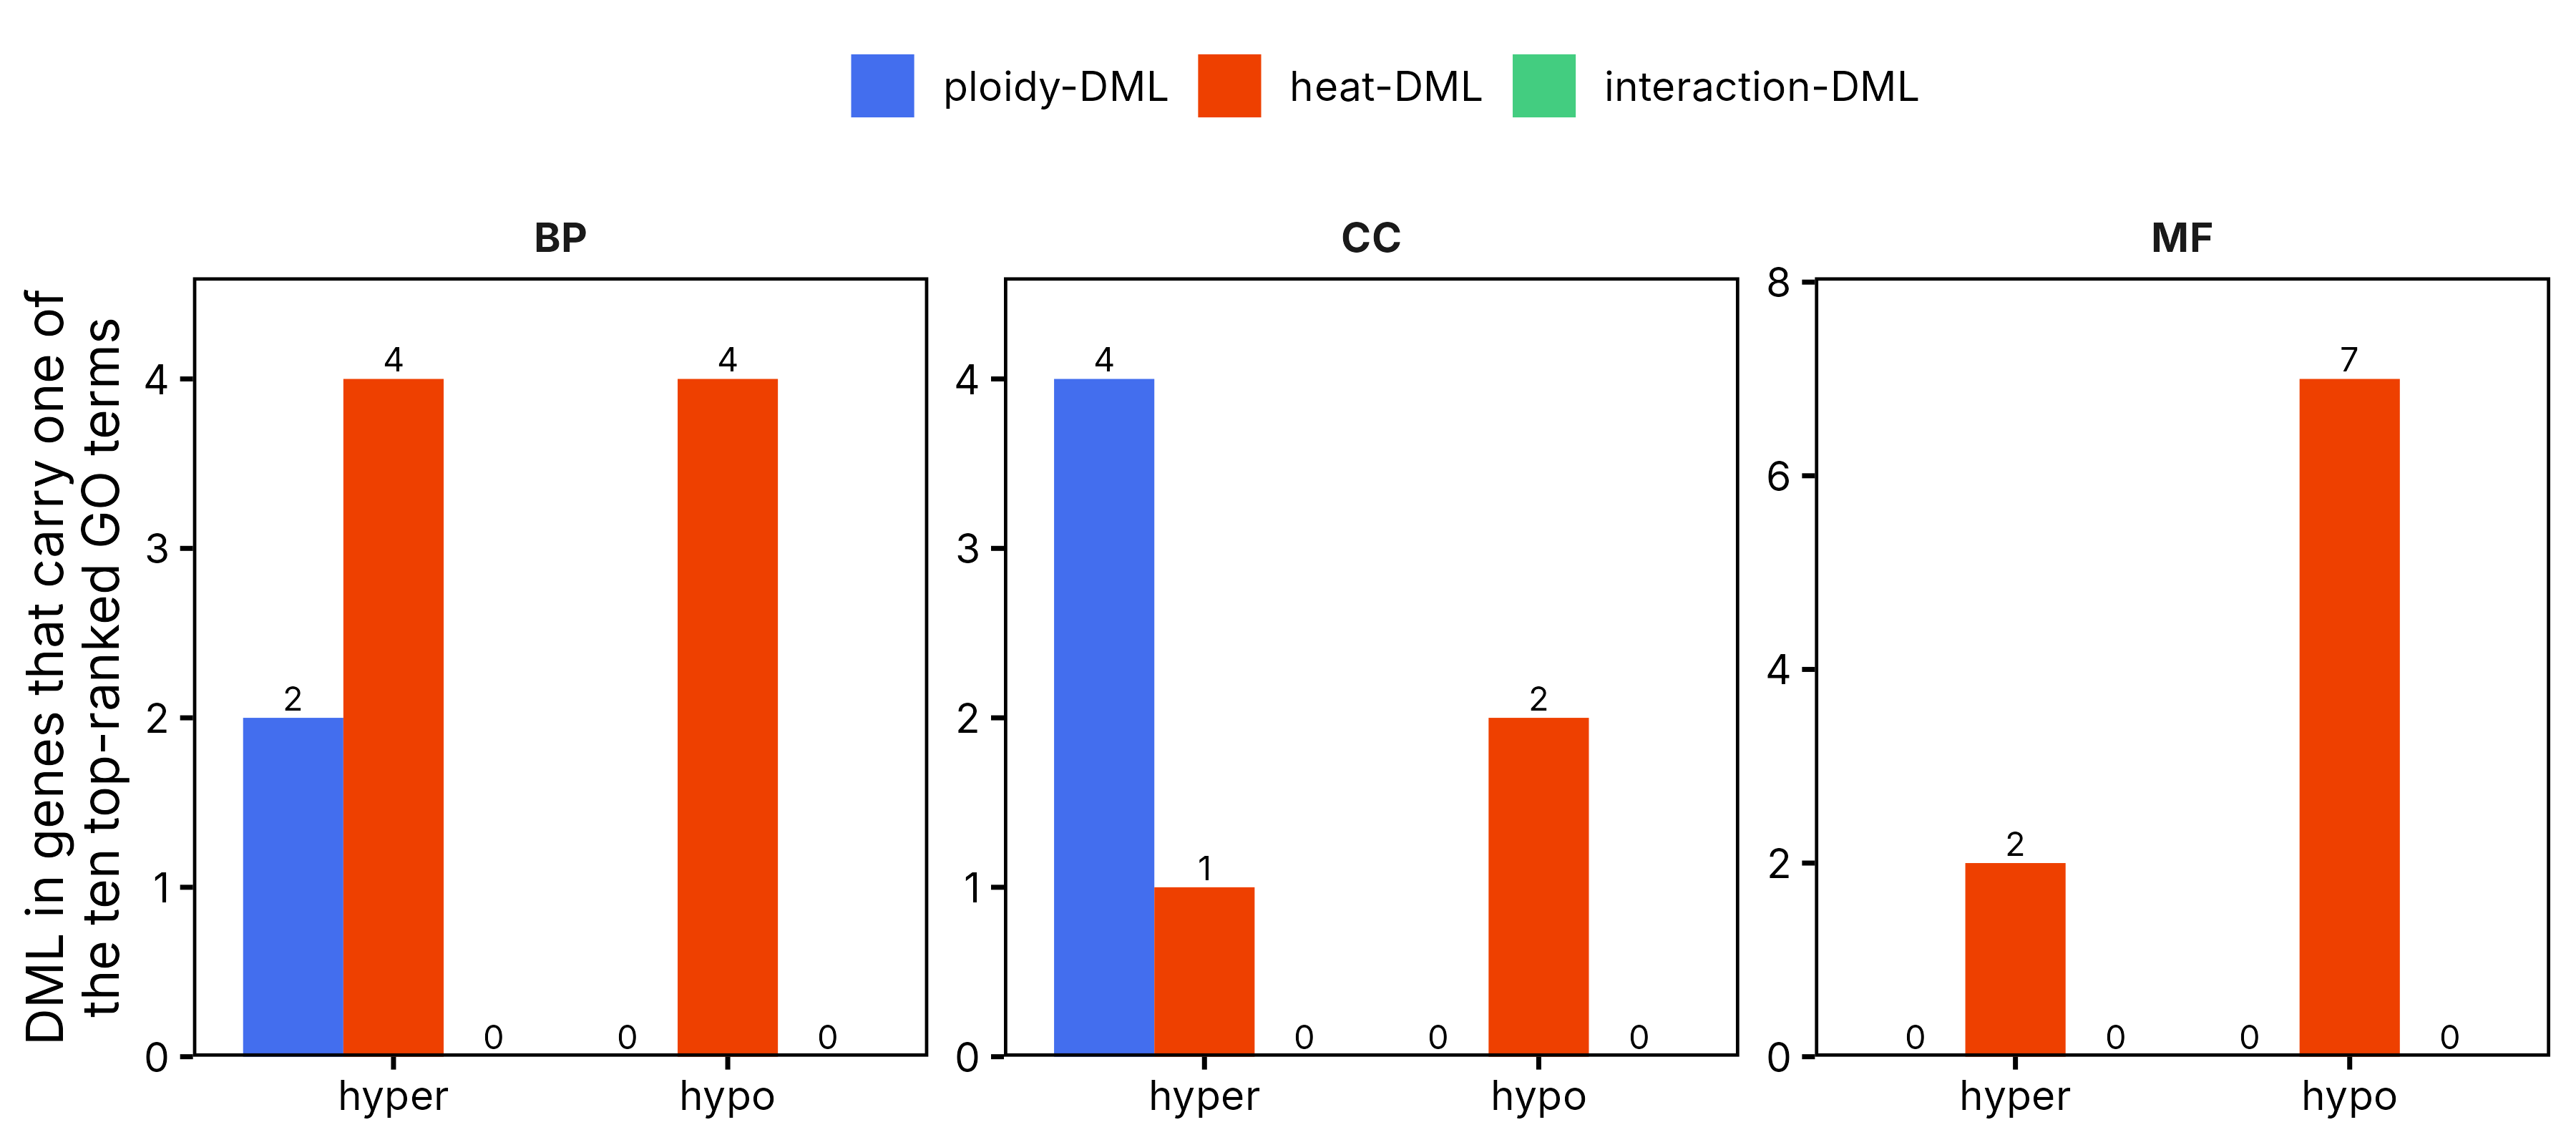 ploidy-DML heat-DML interaction-DML
BP CC MF
DML in genes that carry one of
the ten top-ranked GO terms
4
3
2
1
0
2 4 0 0 4 0
hyper hypo
4
3
2
1
0
4 1 0 0 2 0
hyper hypo
8
6
4
2
0
0 2 0 0 7 0
hyper hypo